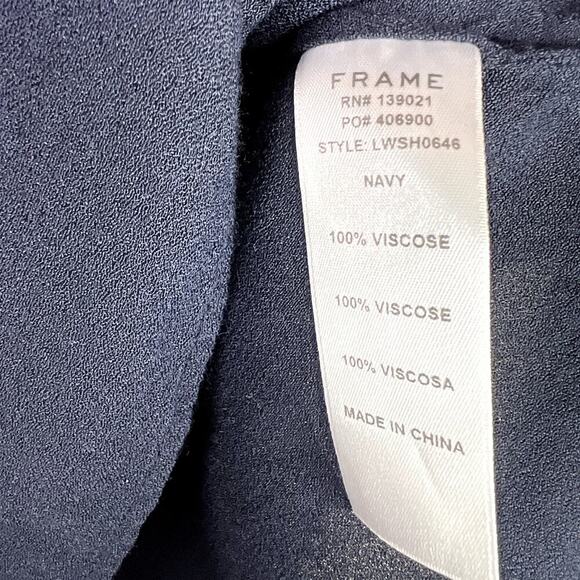 FRAME
RN# 139021
PO# 406900
STYLE: LWSH0646
NAVY
100% VISCOSE
100% VISCOSE
100% VISCOSA
MADE IN CHINA